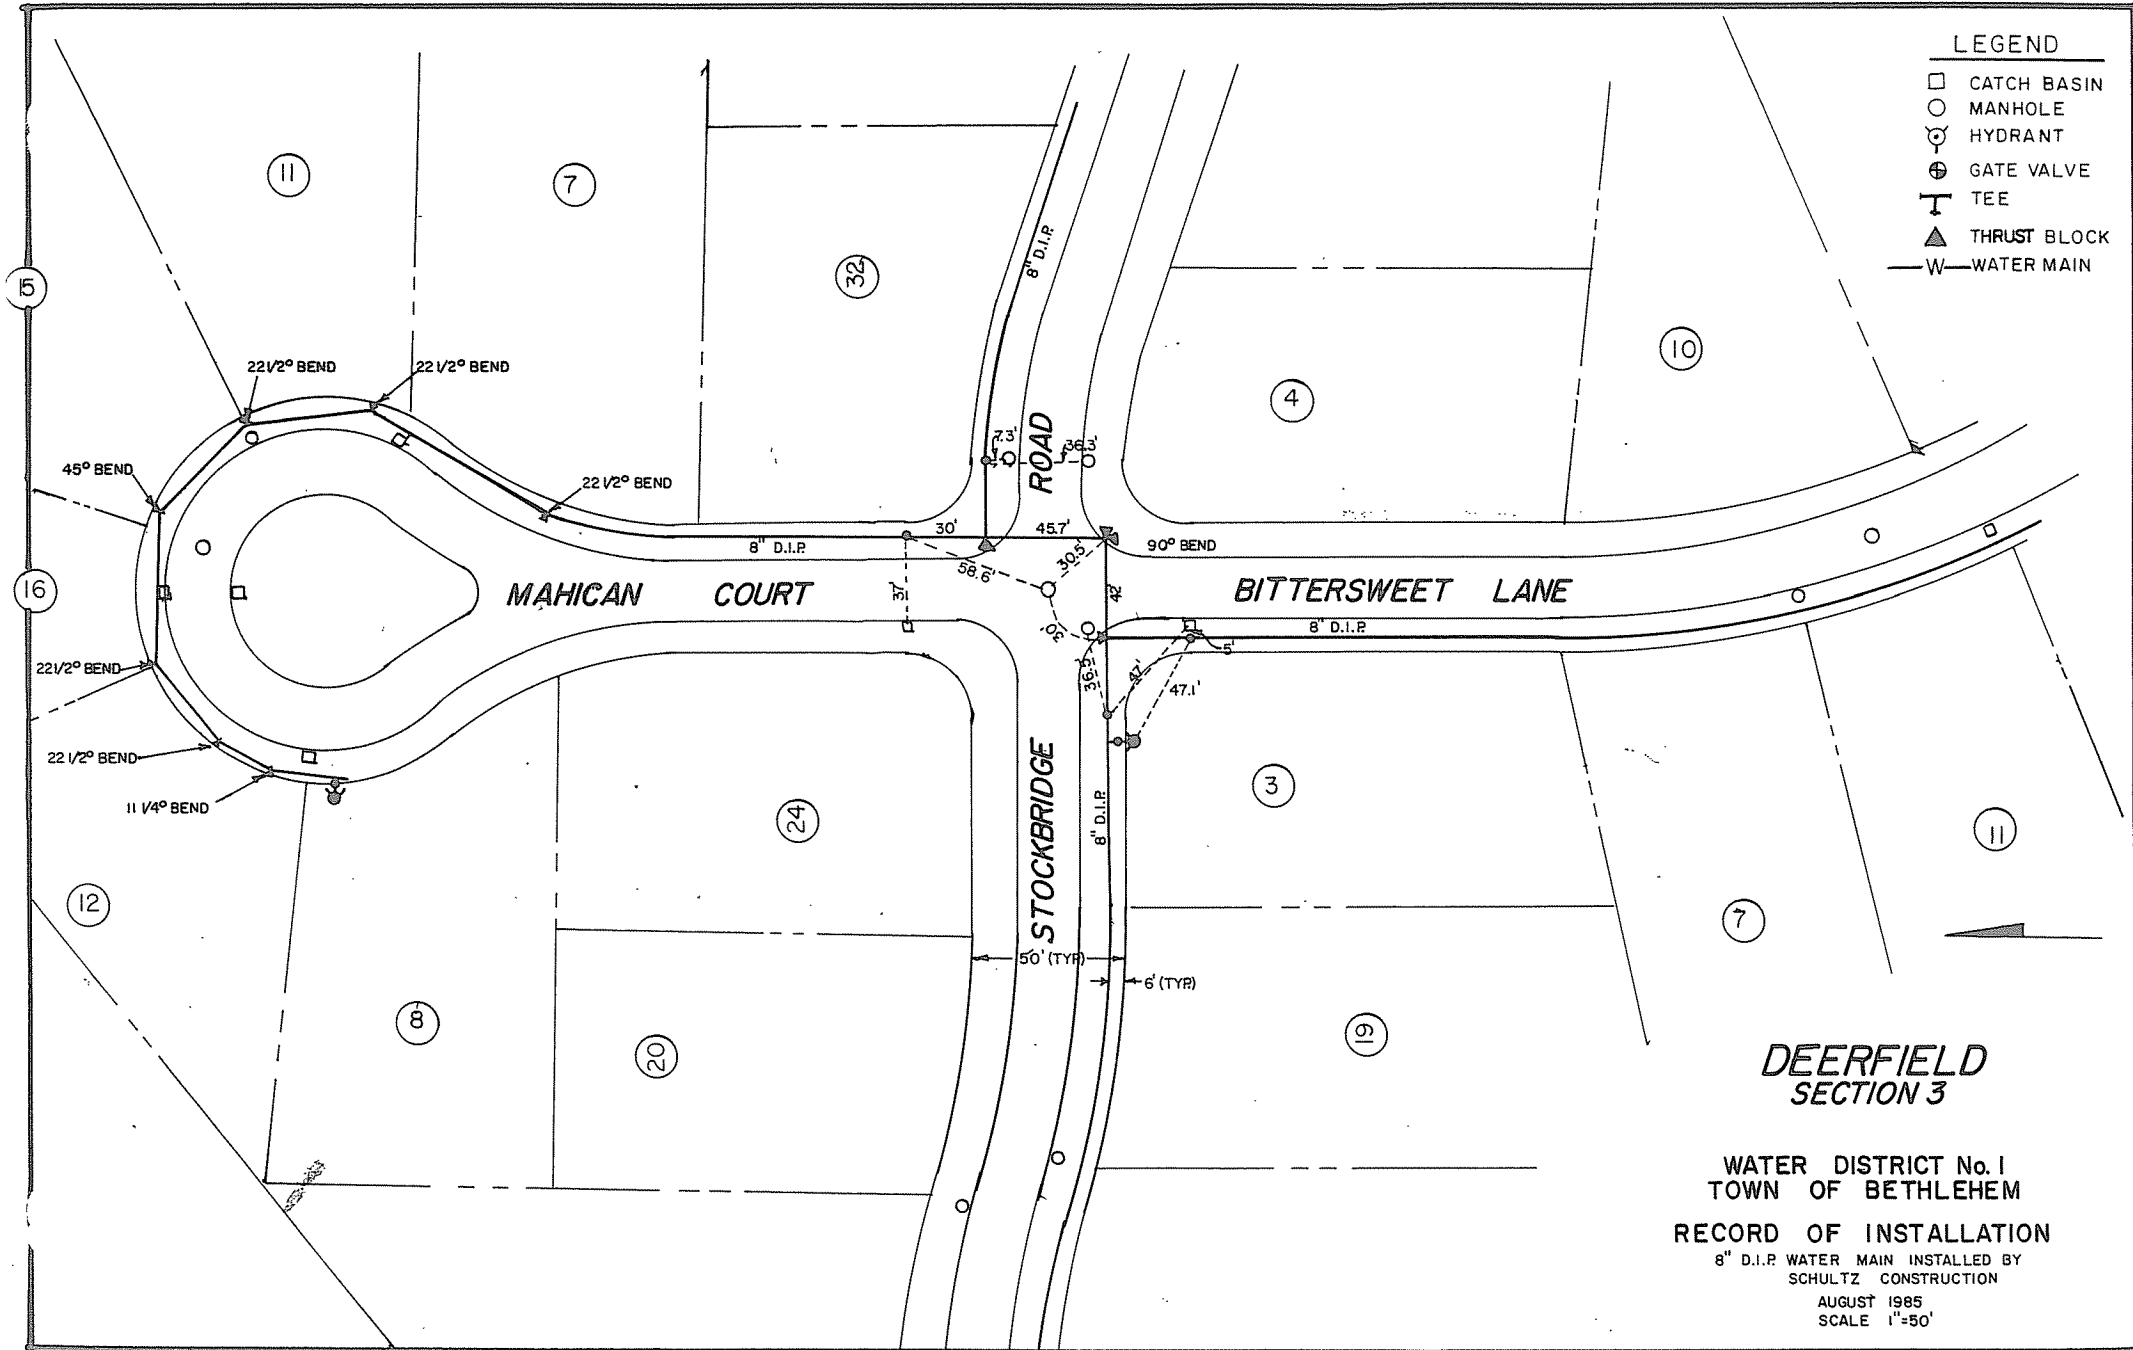 LEGEND
CATCH BASIN
MANHOLE
HYDRANT
GATE VALVE
TEE
THRUST BLOCK
W WATER MAIN
11
7
32
15
8" D.I.P.
10
4
22 1/2° BEND
22 1/2° BEND
45° BEND
22 1/2° BEND
7.3'
36.3'
ROAD
30'
45.7'
8" D.I.P.
90° BEND
58.6'
30.5'
16
MAHICAN COURT
37'
42'
BITTERSWEET LANE
30'
8" D.I.P.
5'
22 1/2° BEND
36.5'
47'
47.1'
22 1/2° BEND
11 1/4° BEND
STOCKBRIDGE
8" D.I.P.
24
3
11
12
7
50' (TYP)
6' (TYP.)
8
20
19
DEERFIELD
SECTION 3
WATER DISTRICT No. 1
TOWN OF BETHLEHEM
RECORD OF INSTALLATION
8" D.I.P. WATER MAIN INSTALLED BY
SCHULTZ CONSTRUCTION
AUGUST 1985
SCALE 1"=50'